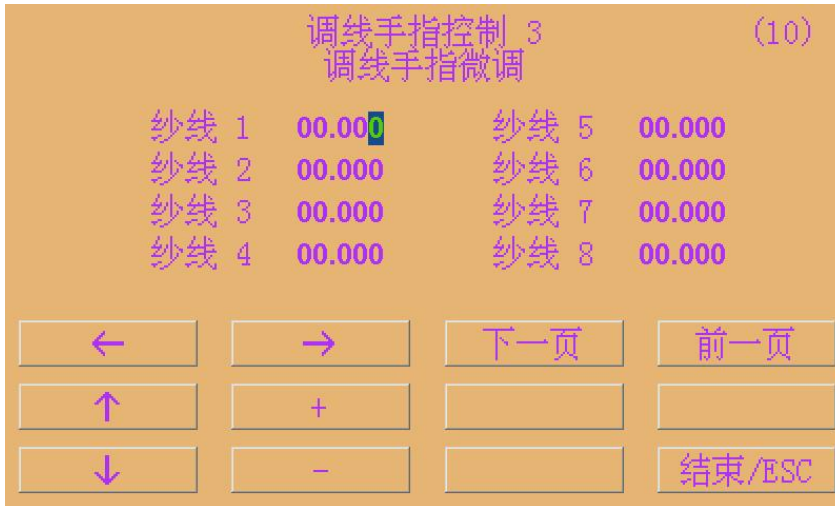 调线手指控制 3 (10)
调线手指微调
纱线 1 00.000 纱线 5 00.000
纱线 2 00.000 纱线 6 00.000
纱线 3 00.000 纱线 7 00.000
纱线 4 00.000 纱线 8 00.000
← → 下一页 前一页
↑ +
↓ - 结束/ESC